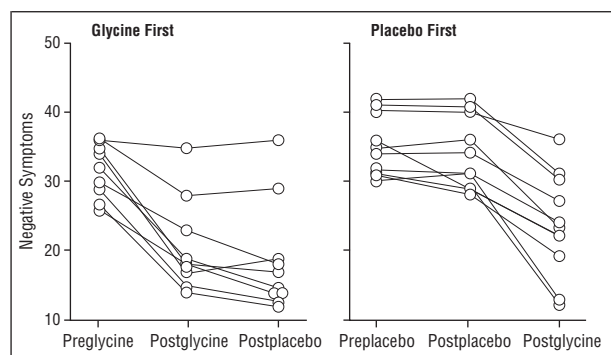 Glycine First
Placebo First
Negative Symptoms
50
40
30
20
10
Preglycine Postglycine Postplacebo
Preplacebo Postplacebo Postglycine